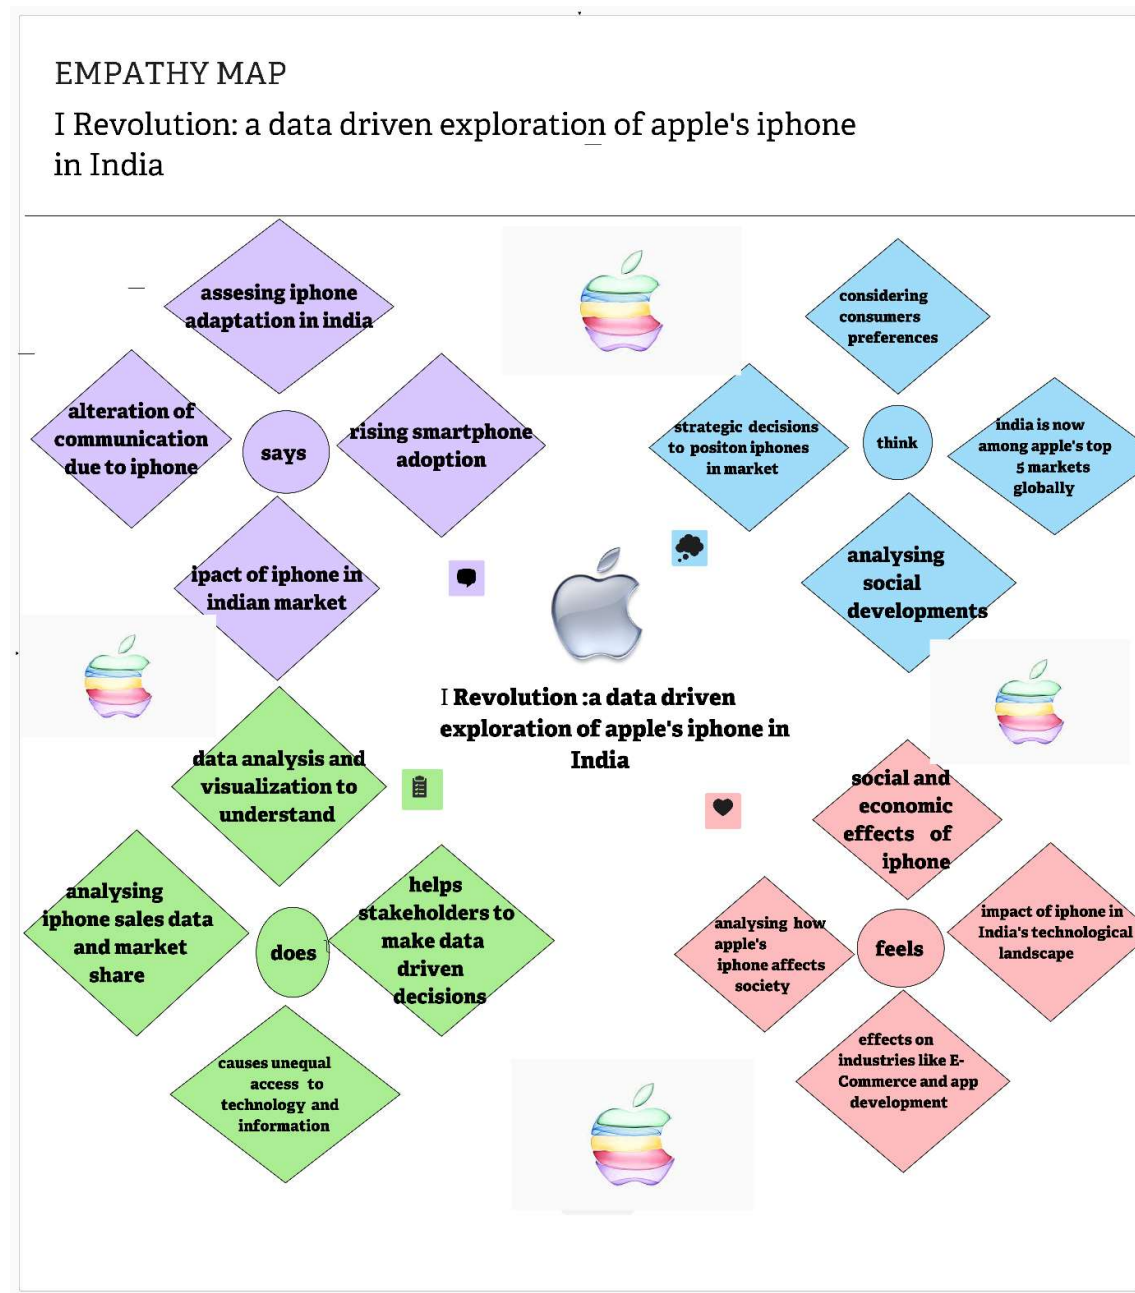 EMPATHY MAP
I Revolution: a data driven exploration of apple's iphone
in India
assesing iphone
adaptation in india
alteration of
communication
due to iphone
says
rising smartphone
adoption
ipact of iphone in
indian market
considering
consumers
preferences
strategic decisions
to positon iphones
in market
think
india is now
among apple's top
5 markets
globally
analysing
social
developments
I Revolution :a data driven
exploration of apple's iphone in
India
data analysis and
visualization to
understand
analysing
iphone sales data
and market
share
does
helps
stakeholders to
make data
driven
decisions
causes unequal
access to
technology and
information
social and
economic
effects of
iphone
analysing how
apple's
iphone affects
society
feels
impact of iphone in
India's technological
landscape
effects on
industries like E-
Commerce and app
development